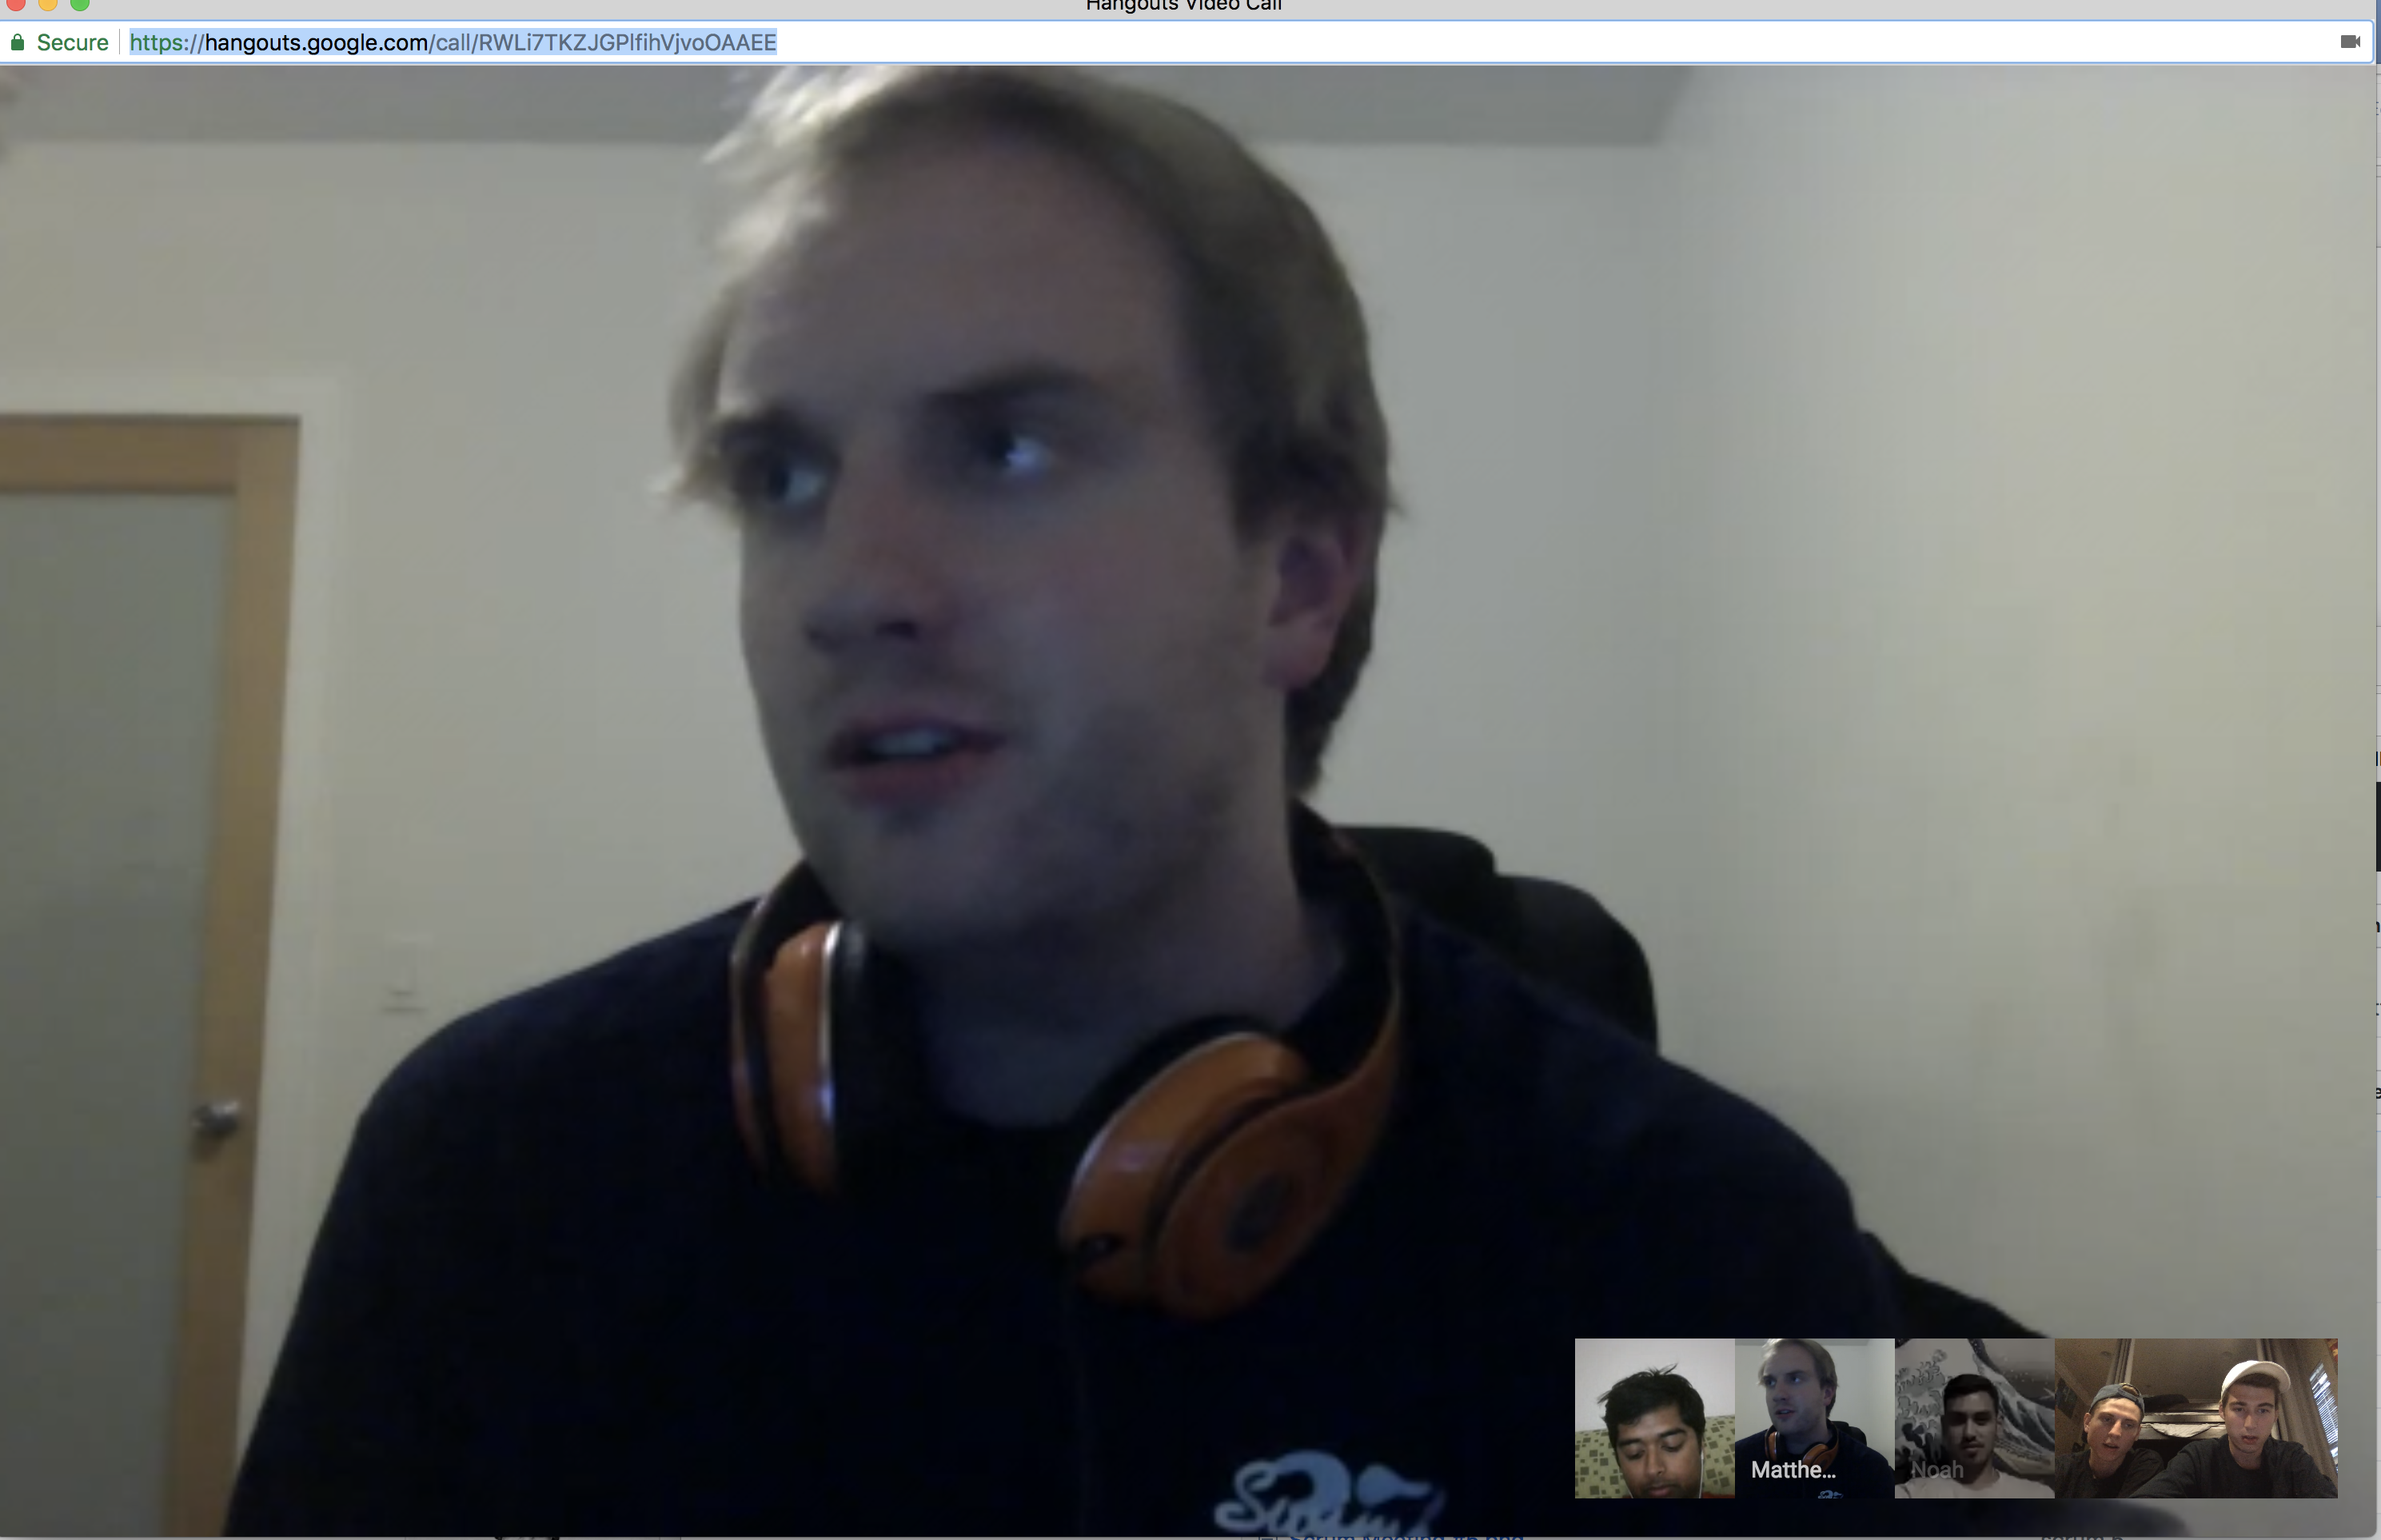 Hangouts Video Call
Secure https://hangouts.google.com/call/RWLi7TKZJGPlfihVjvoOAAEE
Matthe...
Noah